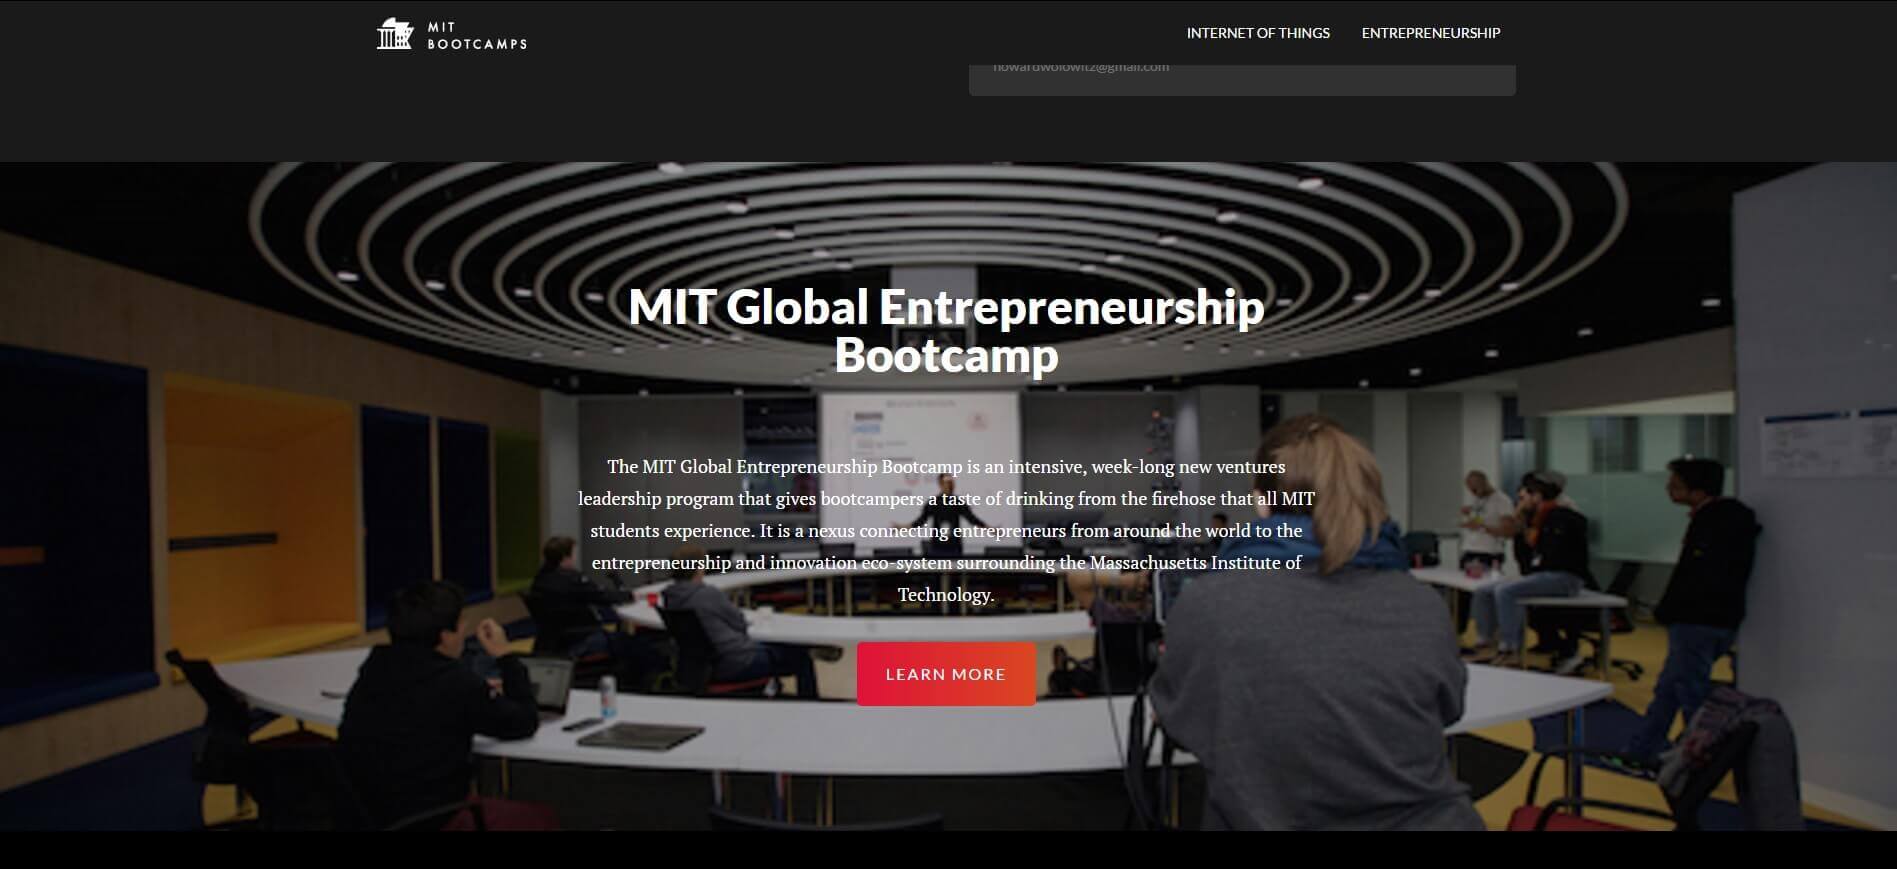 MIT
BOOTCAMPS
INTERNET OF THINGS
ENTREPRENEURSHIP
howardwolowitz@gmail.com
MIT Global Entrepreneurship
Bootcamp
The MIT Global Entrepreneurship Bootcamp is an intensive, week-long new ventures
leadership program that gives bootcampers a taste of drinking from the firehose that all MIT
students experience. It is a nexus connecting entrepreneurs from around the world to the
entrepreneurship and innovation eco-system surrounding the Massachusetts Institute of
Technology.
LEARN MORE